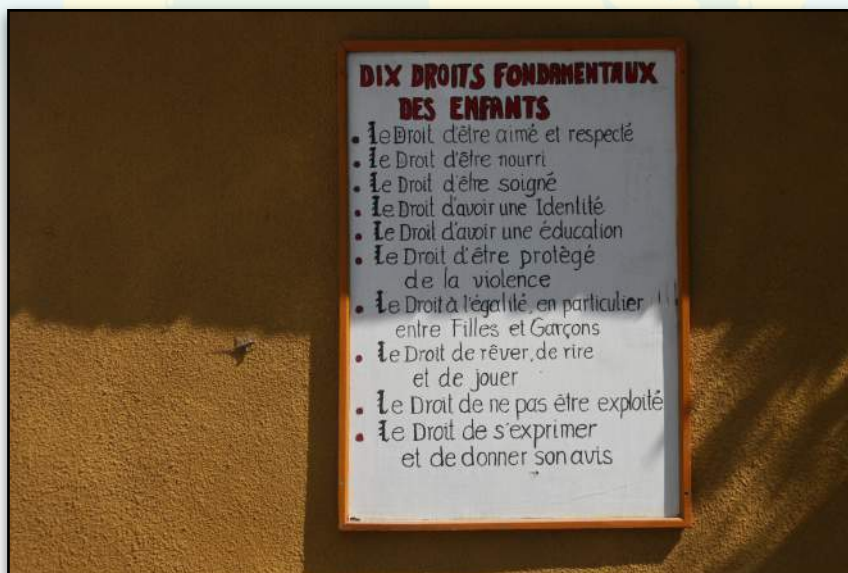 DIX DROITS FONDAMENTAUX
DES ENFANTS
• Le Droit d'être aimé et respecté
• Le Droit d'être nourri
• Le Droit d'être soigné
• Le Droit d'avoir une Identité
• Le Droit d'avoir une éducation
• Le Droit d'être protègé
de la violence
• Le Droit à l'égalité, en particulier
entre Filles et Garçons
• Le Droit de rêver, de rire
et de jouer
• Le Droit de ne pas être exploité
• Le Droit de s'exprimer
et de donner son avis